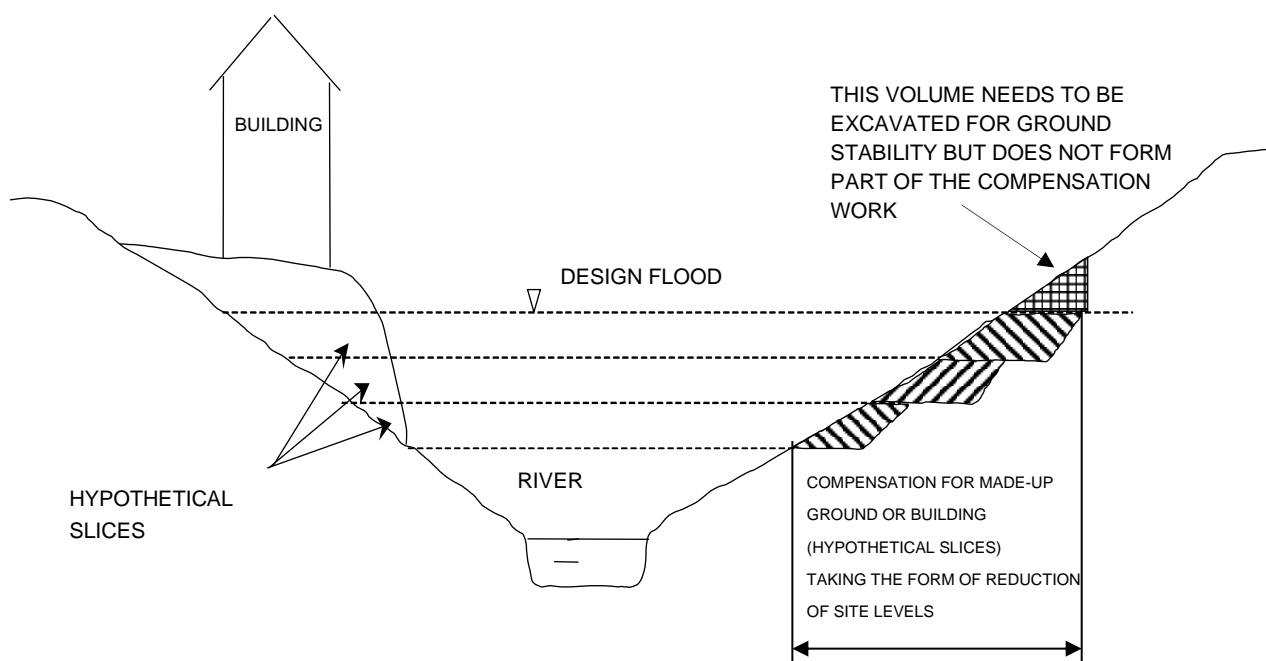 BUILDING
THIS VOLUME NEEDS TO BE
EXCAVATED FOR GROUND
STABILITY BUT DOES NOT FORM
PART OF THE COMPENSATION
WORK
DESIGN FLOOD
HYPOTHETICAL
SLICES
RIVER
COMPENSATION FOR MADE-UP
GROUND OR BUILDING
(HYPOTHETICAL SLICES)
TAKING THE FORM OF REDUCTION
OF SITE LEVELS